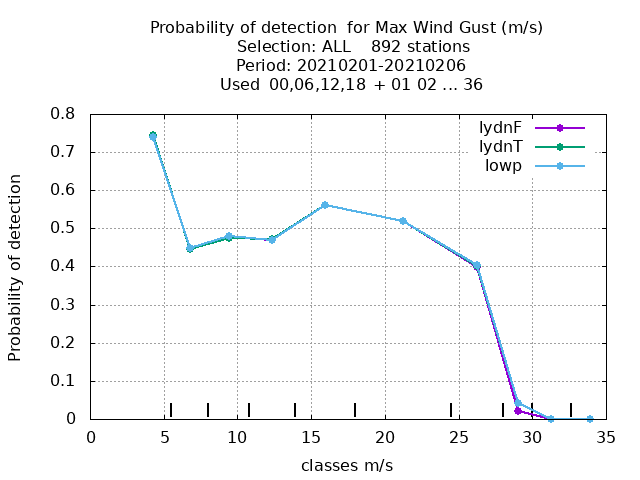 Probability of detection  for Max Wind Gust (m/s)
Selection: ALL    892 stations
Period: 20210201-20210206
Used 00,06,12,18 + 01 02 ... 36
lydnF
lydnT
lowp
Probability of detection
0.8
0.7
0.6
0.5
0.4
0.3
0.2
0.1
0
0 5 10 15 20 25 30 35
classes m/s